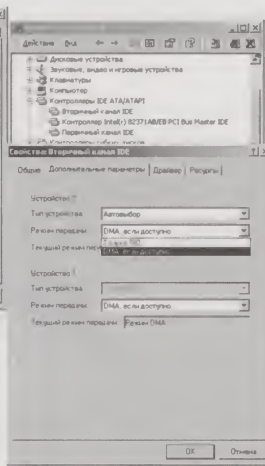 Действие Вид
Дисковые устройства
Звуковые, видео и игровые устройства
Клавиатуры
Компьютер
Контроллеры IDE ATA/ATAPI
Вторичный канал IDE
Контроллер Intel(r) 82371AB/EB PCI Bus Master IDE
Первичный канал IDE
Контроллеры гибких дисков
Свойства: Вторичный канал IDE
Общие Дополнительные параметры Драйвер Ресурсы
Устройство 0
Тип устройства Автовыбор
Режим передачи DMA, если доступно
Только PIO
Текущий режим DMA, если доступно
Устройство 1
Тип устройства
Режим передачи DMA, если доступно
Текущий режим передачи Режим DMA
OK Отмена